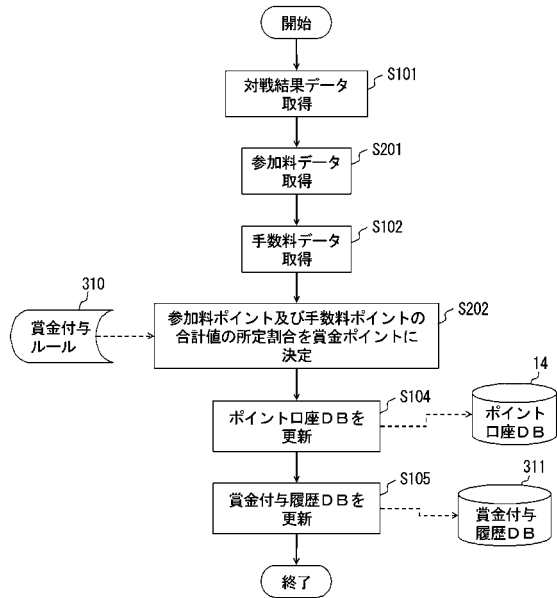 開始
S101
対戦結果データ
取得
S201
参加料データ
取得
S102
手数料データ
取得
310
賞金付与
ルール
S202
参加料ポイント及び手数料ポイントの
合計値の所定割合を賞金ポイントに
決定
S104
ポイント口座DBを
更新
14
ポイント
口座DB
S105
賞金付与履歴DBを
更新
311
賞金付与
履歴DB
終了